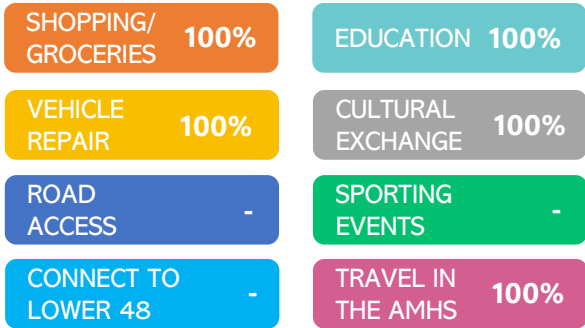 SHOPPING/
GROCERIES 100%
EDUCATION 100%
VEHICLE
REPAIR 100%
CULTURAL
EXCHANGE 100%
ROAD
ACCESS -
SPORTING
EVENTS -
CONNECT TO
LOWER 48 -
TRAVEL IN
THE AMHS 100%